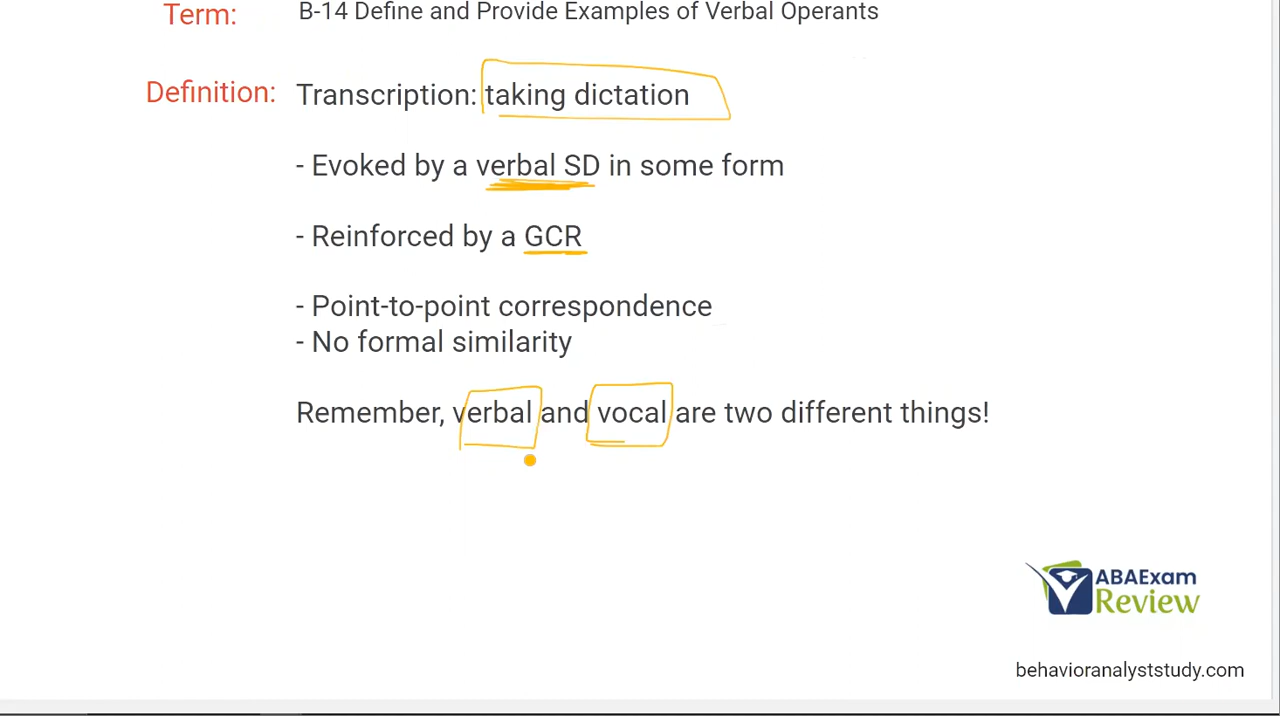 Term: B-14 Define and Provide Examples of Verbal Operants
Definition: Transcription: taking dictation
- Evoked by a verbal SD in some form
- Reinforced by a GCR
- Point-to-point correspondence
- No formal similarity
Remember, verbal and vocal are two different things!
ABAExam
Review
behavioranalyststudy.com